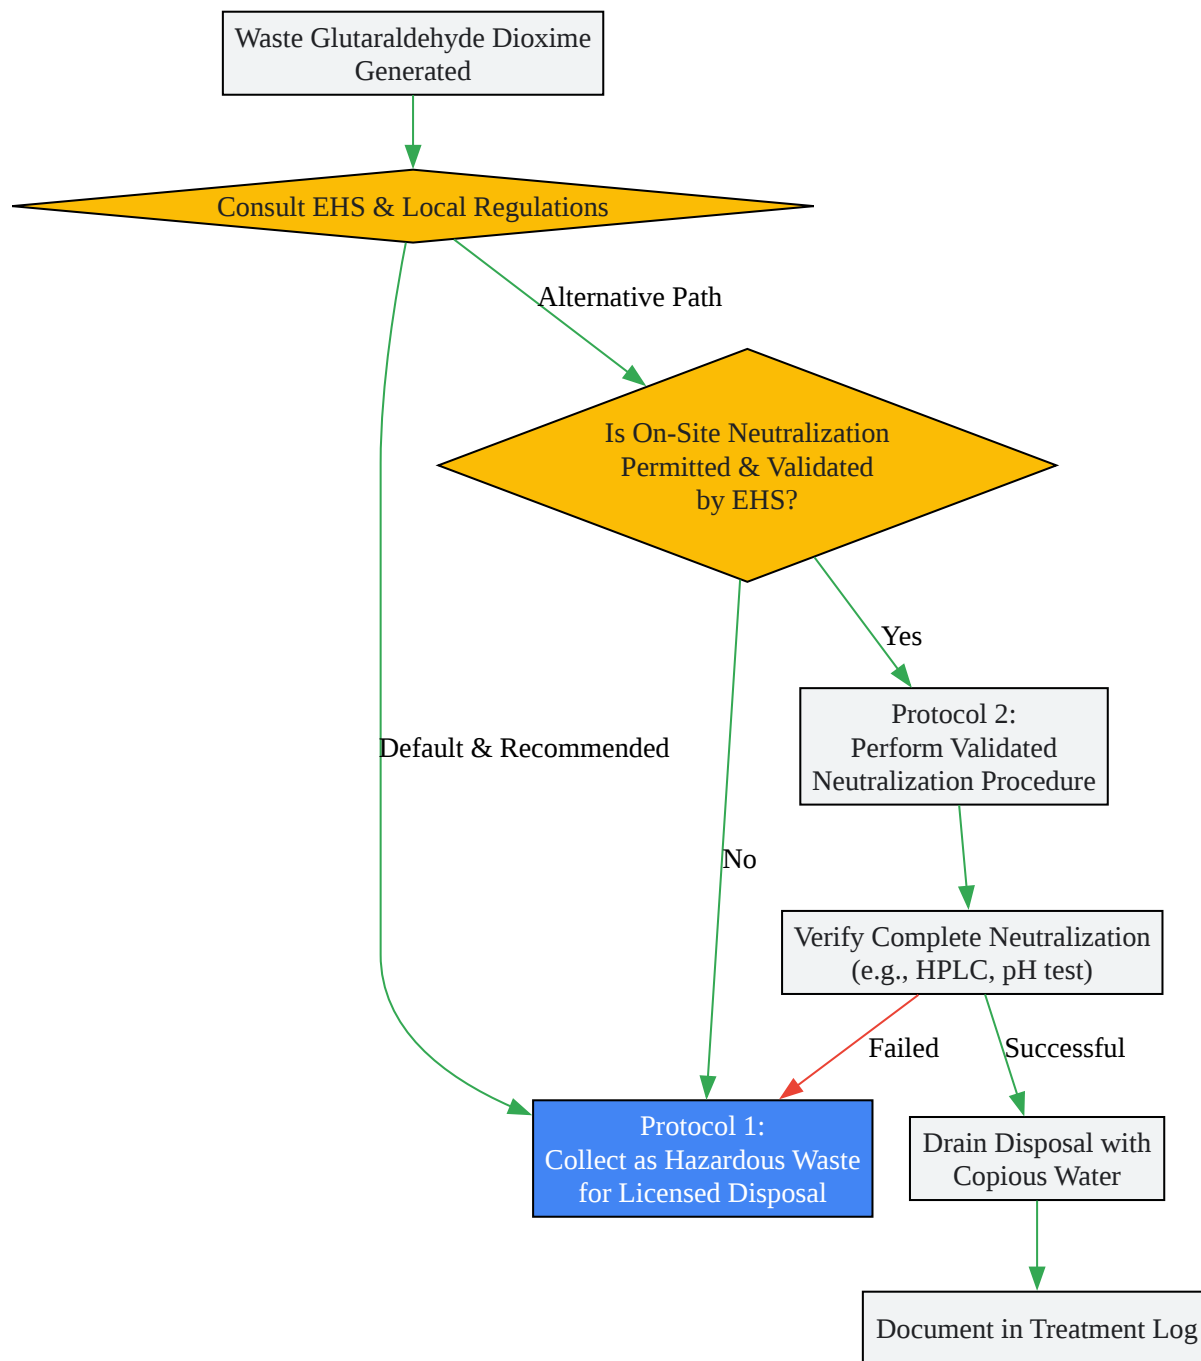 Waste Glutaraldehyde Dioxime
Generated
Consult EHS & Local Regulations
Alternative Path
Is On-Site Neutralization
Permitted & Validated
by EHS?
Yes
Protocol 2:
Perform Validated
Neutralization Procedure
Default & Recommended
No
Verify Complete Neutralization
(e.g., HPLC, pH test)
Failed
Successful
Protocol 1:
Collect as Hazardous Waste
for Licensed Disposal
Drain Disposal with
Copious Water
Document in Treatment Log